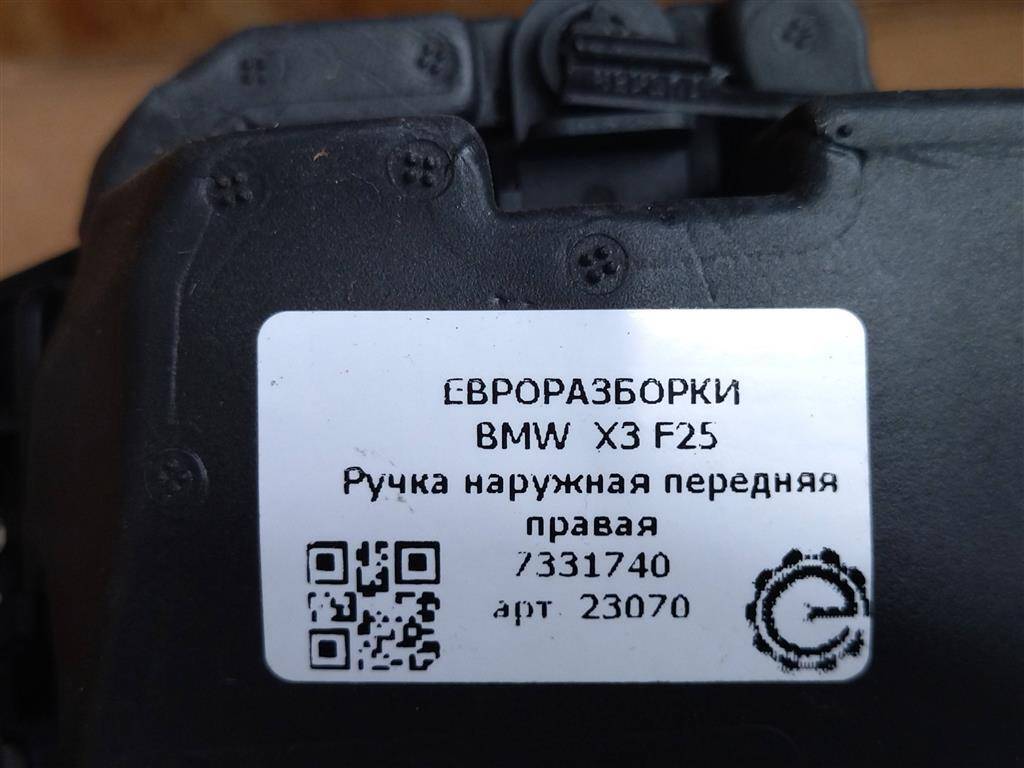 ЕВРОРАЗБОРКИ
BMW X3 F25
Ручка наружная передняя
правая
7331740
арт. 23070